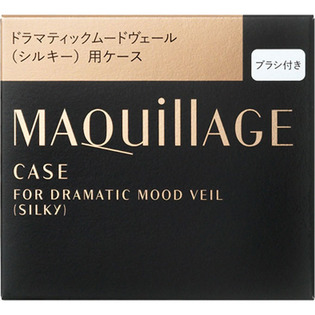 ドラマティックムードヴェール
（シルキー）用ケース
ブラシ付き
MAQuillAGE
CASE
FOR DRAMATIC MOOD VEIL
(SILKY)